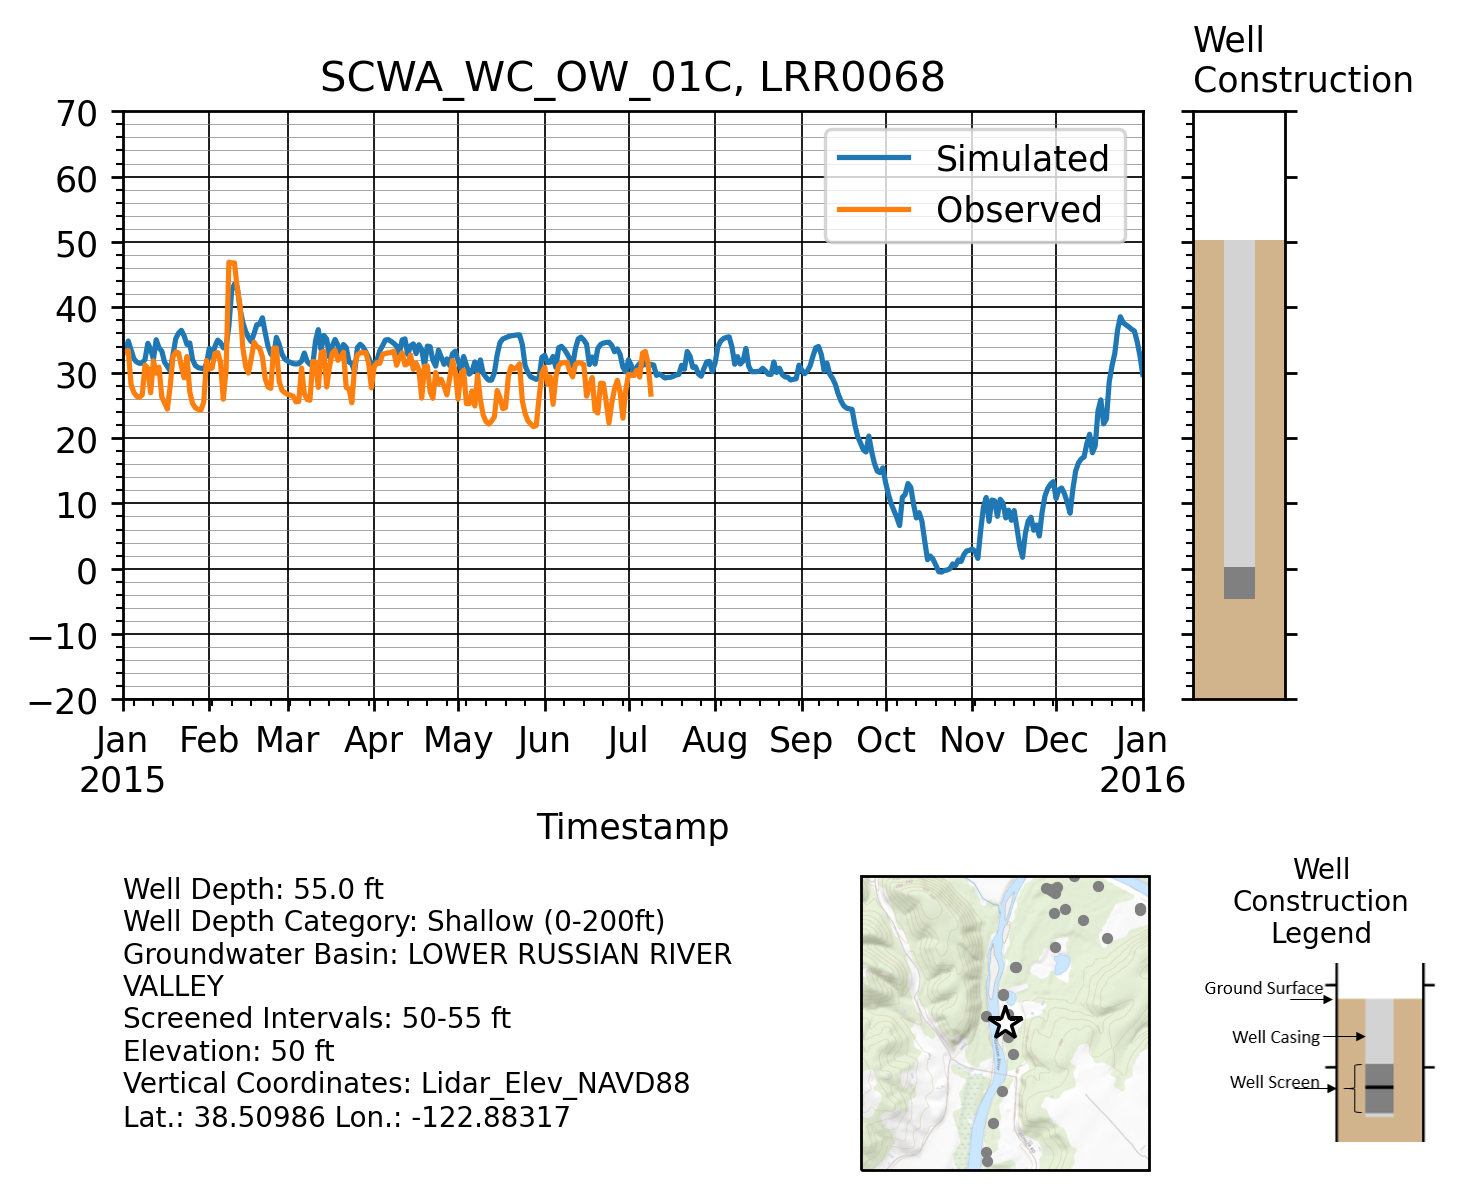 Well
Construction
SCWA_WC_OW_01C, LRR0068
70
60
50
40
30
20
10
0
−10
−20
Simulated
Observed
Jan Feb Mar Apr May Jun Jul Aug Sep Oct Nov Dec Jan
2015 2016
Timestamp
Well Depth: 55.0 ft
Well Depth Category: Shallow (0-200ft)
Groundwater Basin: LOWER RUSSIAN RIVER
VALLEY
Screened Intervals: 50-55 ft
Elevation: 50 ft
Vertical Coordinates: Lidar_Elev_NAVD88
Lat.: 38.50986 Lon.: -122.88317
Well
Construction
Legend
Ground Surface
Well Casing
Well Screen